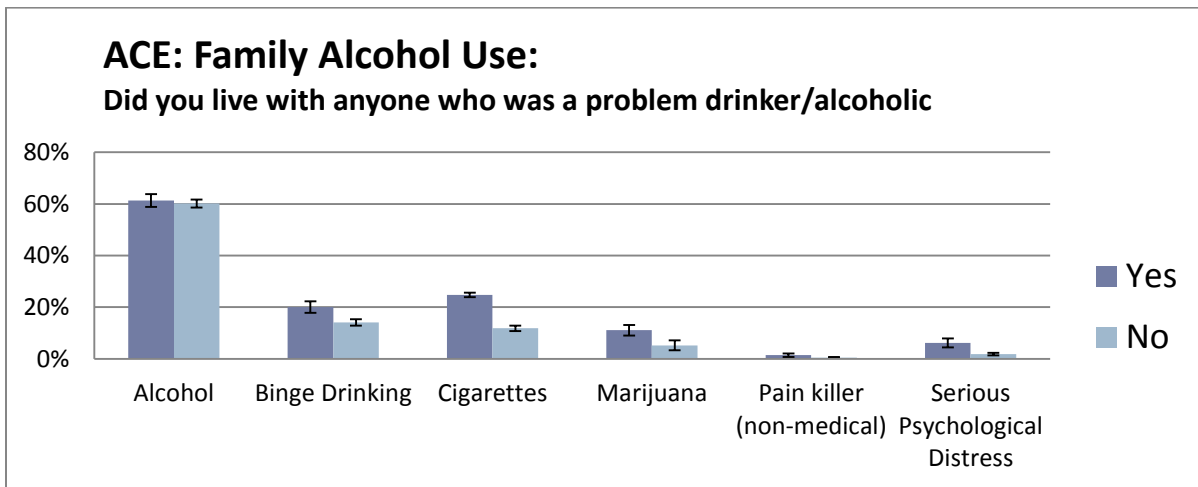 ACE: Family Alcohol Use:
Did you live with anyone who was a problem drinker/alcoholic
80%
60%
40%
20%
0%
Alcohol
Binge Drinking
Cigarettes
Marijuana
Pain killer
(non-medical)
Serious
Psychological
Distress
Yes
No